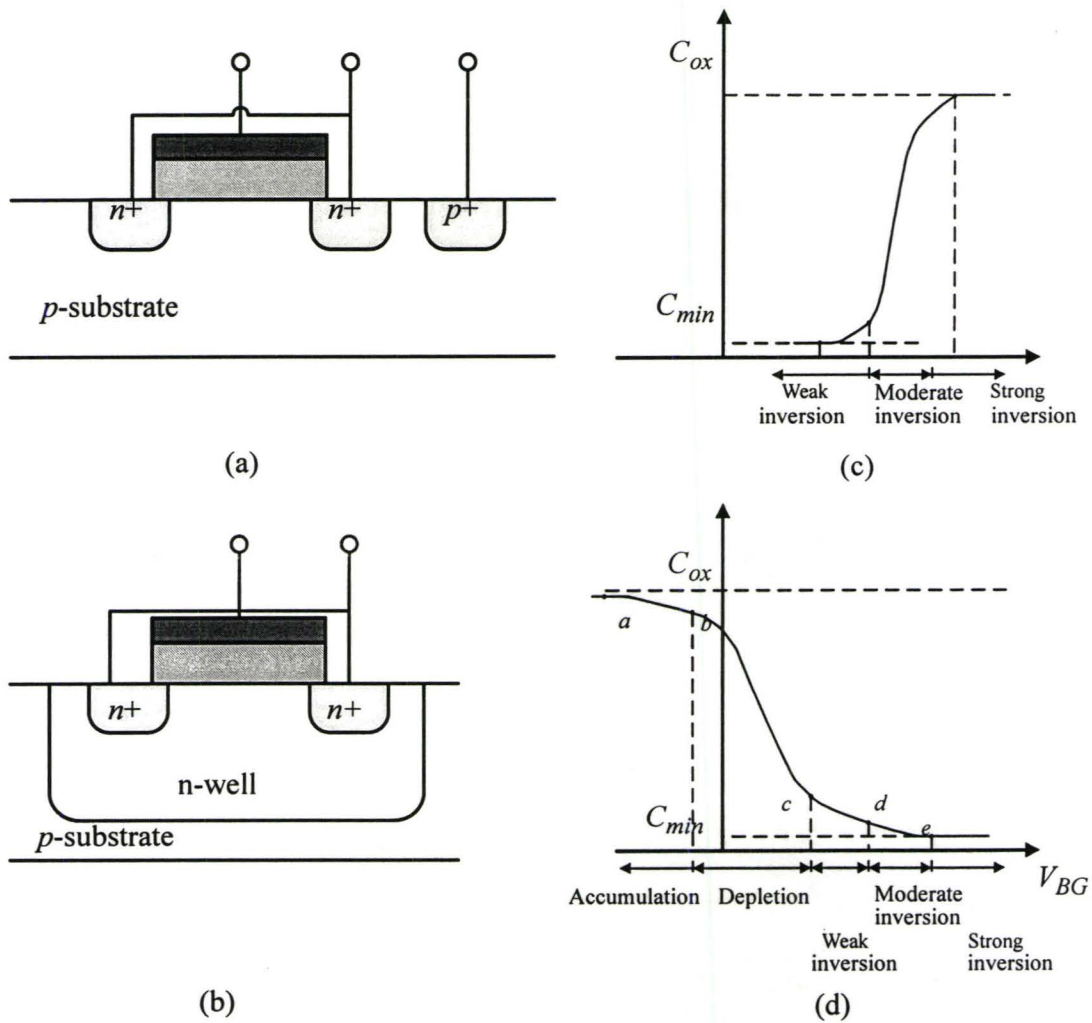 n+
n+
p+
p-substrate
(a)
C_ox
C_min
Weak inversion
Moderate inversion
Strong inversion
(c)
n+
n+
n-well
p-substrate
(b)
C_ox
a
b
c
d
e
C_min
V_BG
Accumulation
Depletion
Weak inversion
Moderate inversion
Strong inversion
(d)